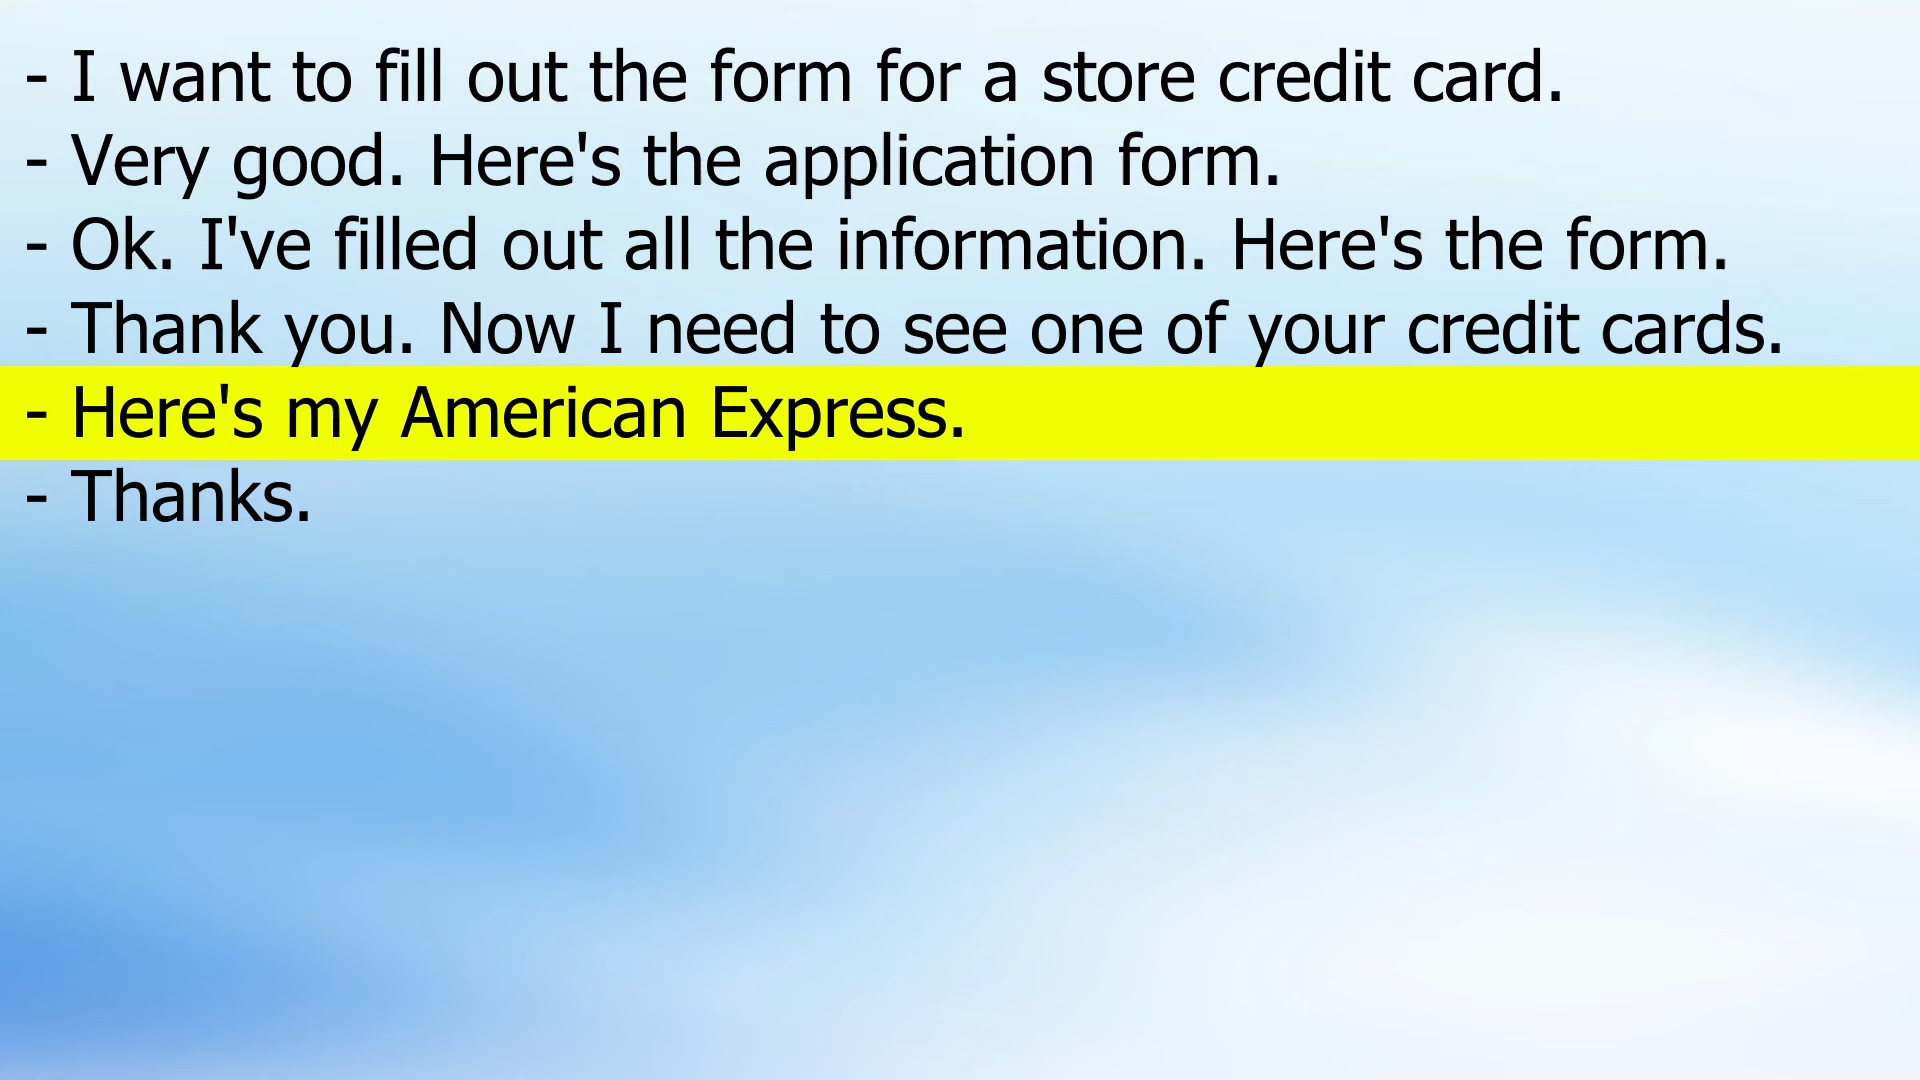 - I want to fill out the form for a store credit card.
- Very good. Here's the application form.
- Ok. I've filled out all the information. Here's the form.
- Thank you. Now I need to see one of your credit cards.
- Here's my American Express.
- Thanks.